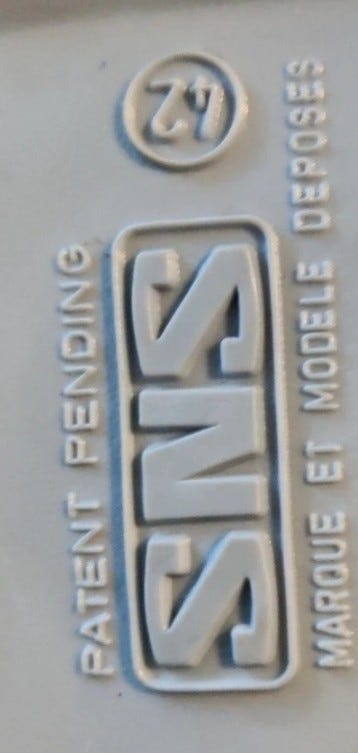 PATENT PENDING
SNS 42
MARQUE ET MODELE DEPOSES